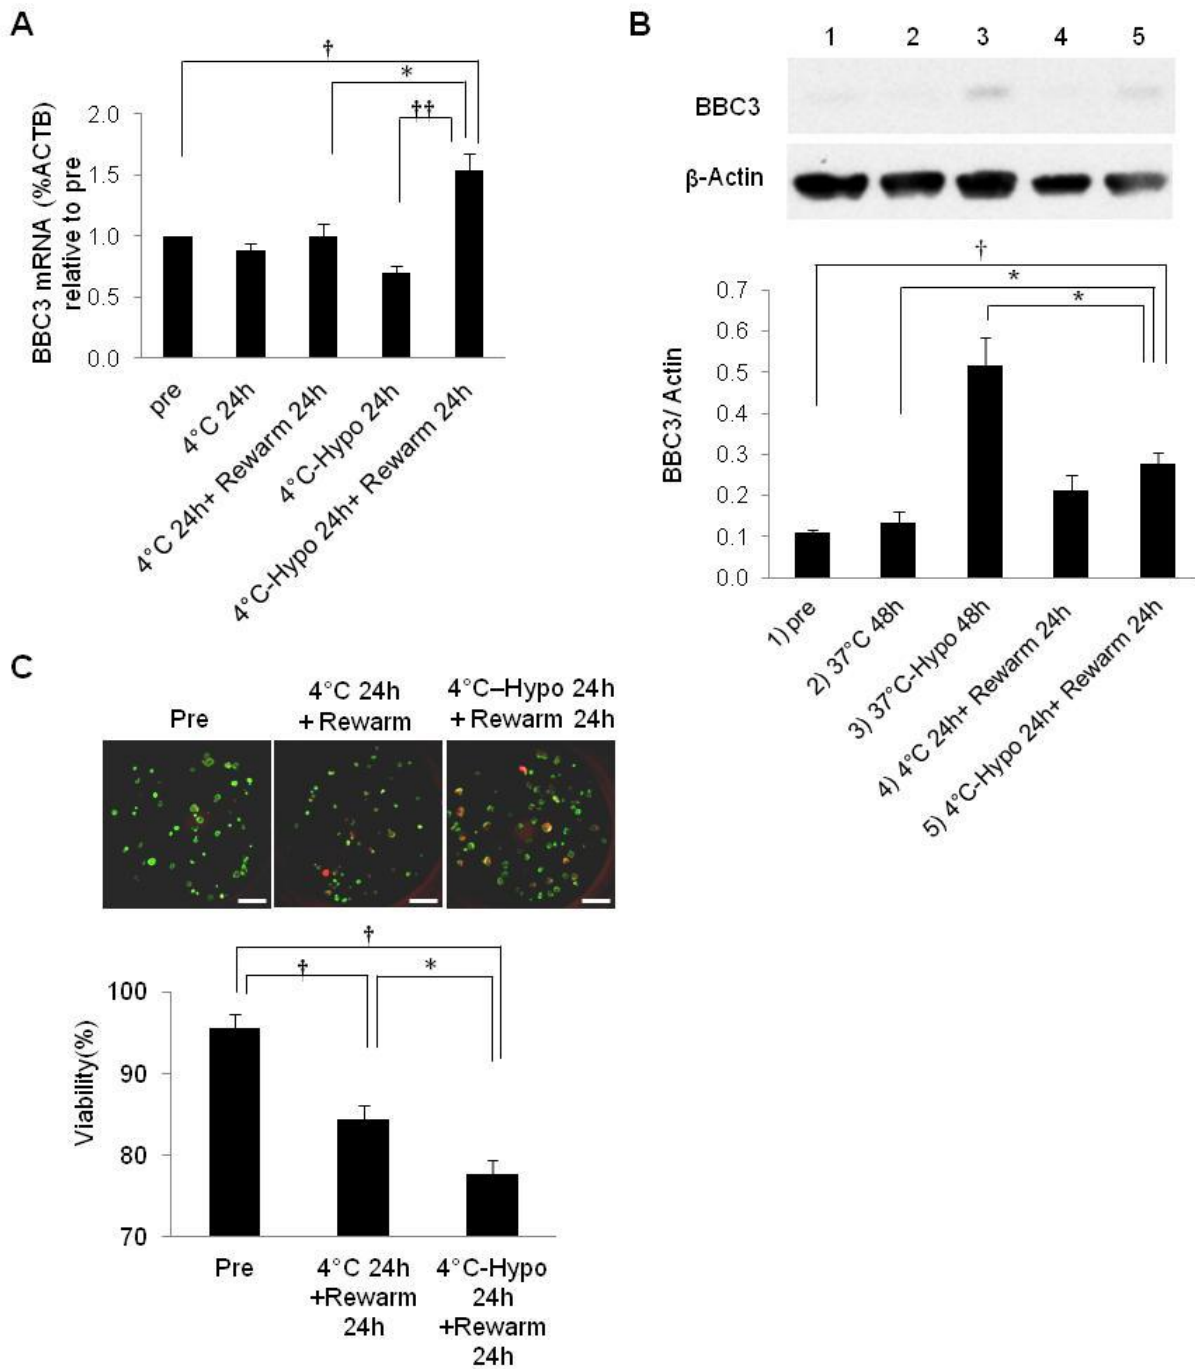 A
†
*
††
BBC3 mRNA (%ACTB)
relative to pre
2.0
1.5
1.0
0.5
0.0
pre
4°C 24h
4°C 24h+ Rewarm 24h
4°C-Hypo 24h
4°C-Hypo 24h+ Rewarm 24h
B
1 2 3 4 5
BBC3
β-Actin
†
*
*
BBC3/ Actin
0.7
0.6
0.5
0.4
0.3
0.2
0.1
0.0
1) pre
2) 37°C 48h
3) 37°C-Hypo 48h
4) 4°C 24h+ Rewarm 24h
5) 4°C-Hypo 24h+ Rewarm 24h
C
Pre
4°C 24h
+ Rewarm
4°C–Hypo 24h
+ Rewarm 24h
†
†
*
Viability(%)
100
90
80
70
Pre
4°C 24h
+Rewarm
24h
4°C-Hypo
24h
+Rewarm
24h